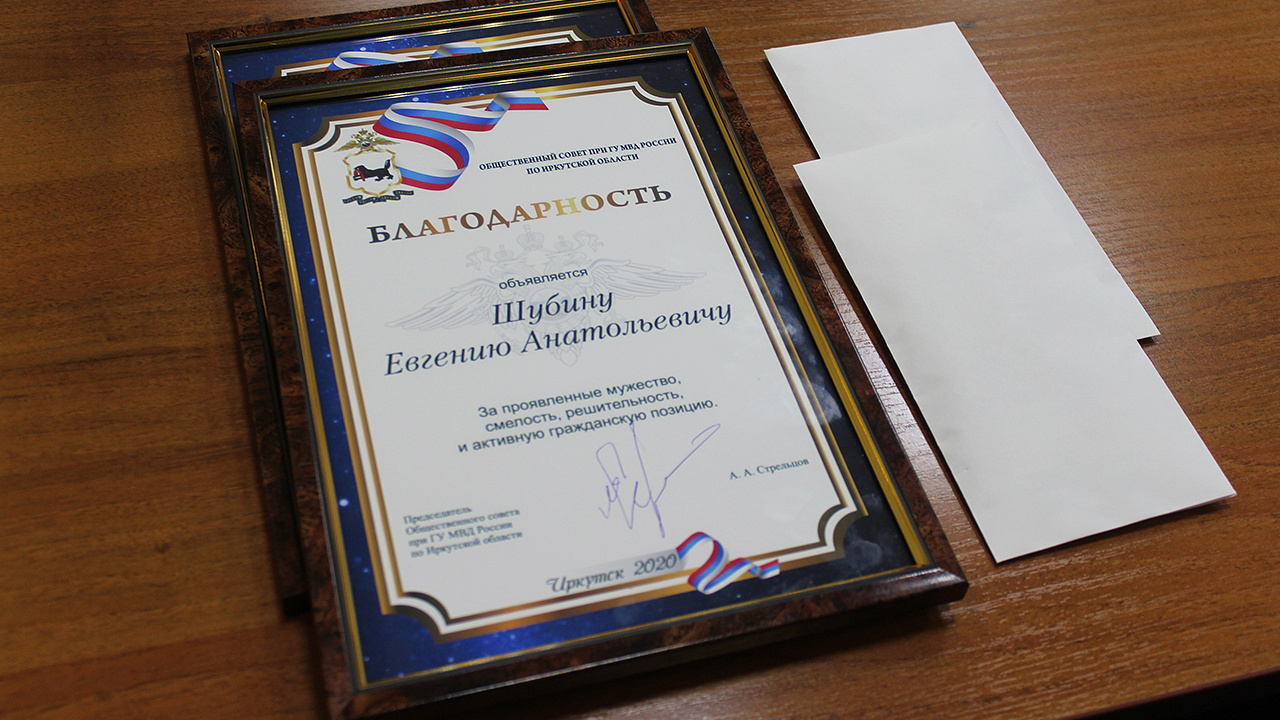 ОБЩЕСТВЕННЫЙ СОВЕТ ПРИ ГУ МВД РОССИИ
ПО ИРКУТСКОЙ ОБЛАСТИ
БЛАГОДАРНОСТЬ
объявляется
Шубину
Евгению Анатольевичу
За проявленные мужество,
смелость, решительность,
и активную гражданскую позицию.
А. А. Стрельцов
Председатель
Общественного совета
при ГУ МВД России
по Иркутской области
Иркутск 2020